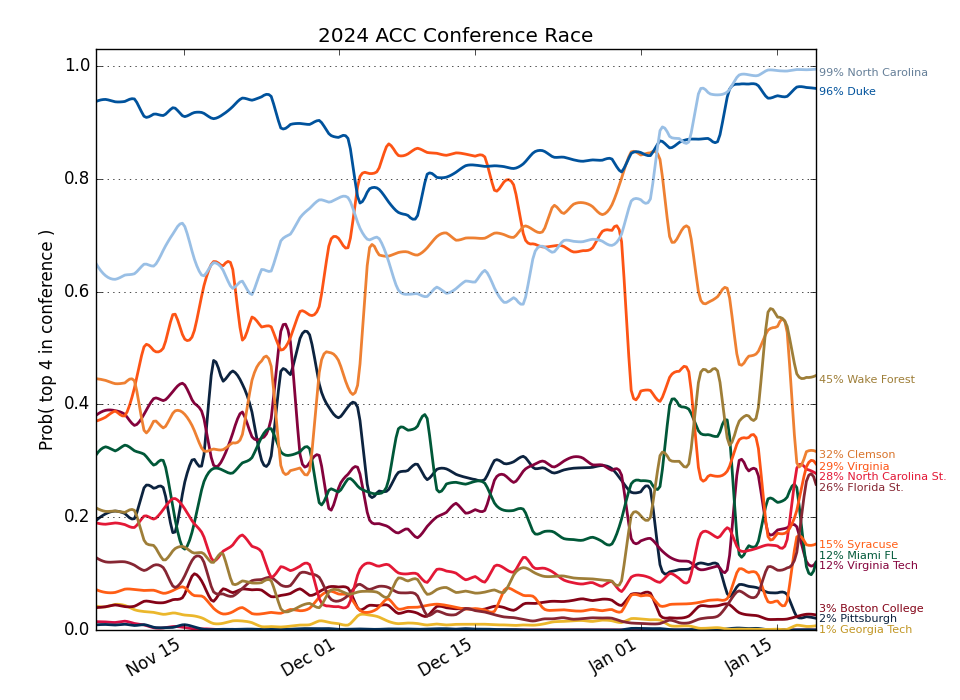 2024 ACC Conference Race
Prob( top 4 in conference )
1.0
0.8
0.6
0.4
0.2
0.0
Nov 15
Dec 01
Dec 15
Jan 01
Jan 15
99% North Carolina
96% Duke
45% Wake Forest
32% Clemson
29% Virginia
28% North Carolina St.
26% Florida St.
15% Syracuse
12% Miami FL
12% Virginia Tech
3% Boston College
2% Pittsburgh
1% Georgia Tech